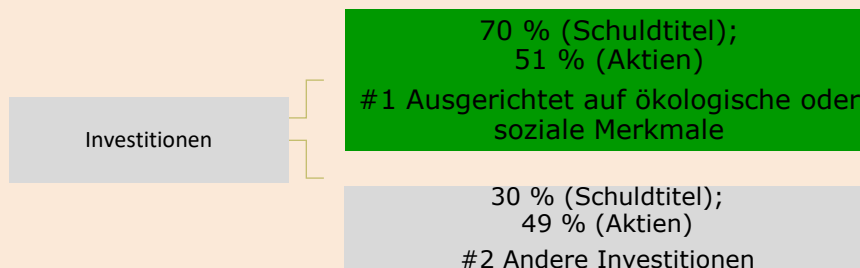 70 % (Schuldtitel);
51 % (Aktien)
#1 Ausgerichtet auf ökologische oder
soziale Merkmale
Investitionen
30 % (Schuldtitel);
49 % (Aktien)
#2 Andere Investitionen